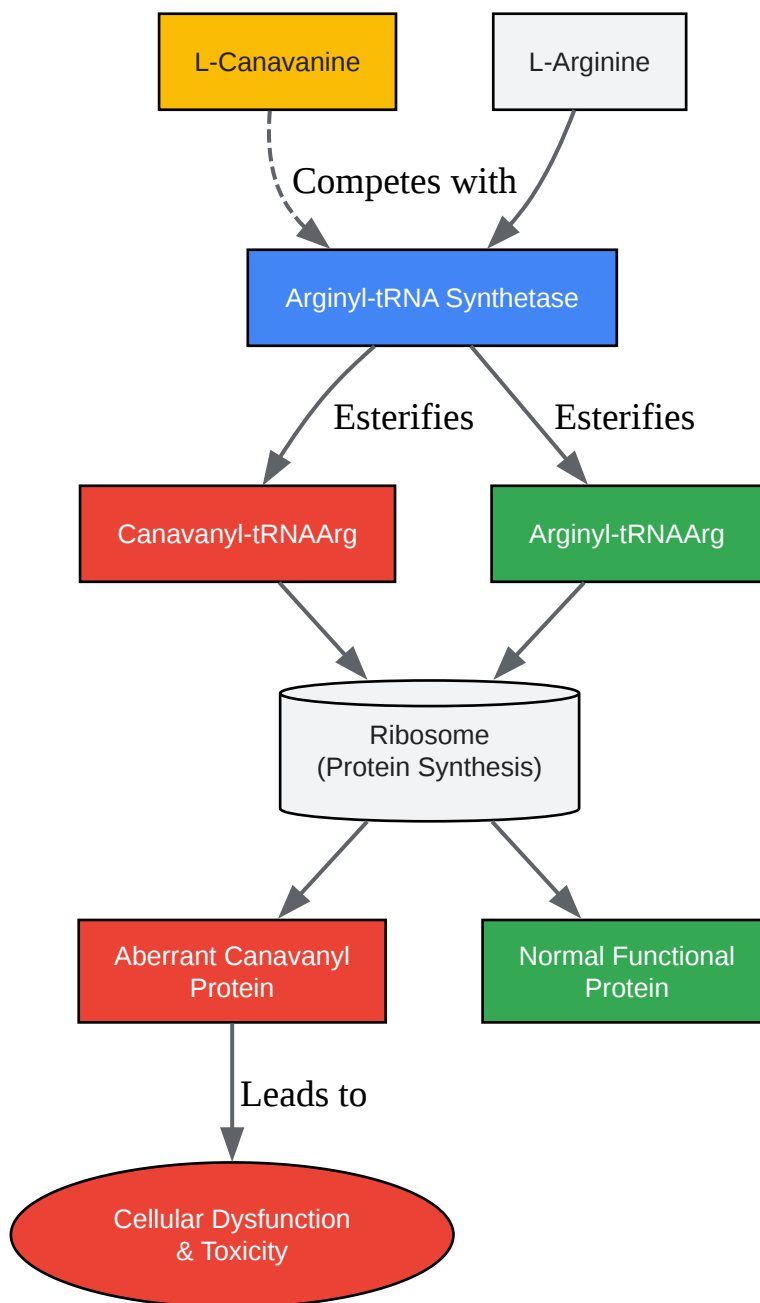 L-Canavanine
L-Arginine
Competes with
Arginyl-tRNA Synthetase
Esterifies
Esterifies
Canavanyl-tRNAArg
Arginyl-tRNAArg
Ribosome
(Protein Synthesis)
Aberrant Canavanyl
Protein
Normal Functional
Protein
Leads to
Cellular Dysfunction
& Toxicity